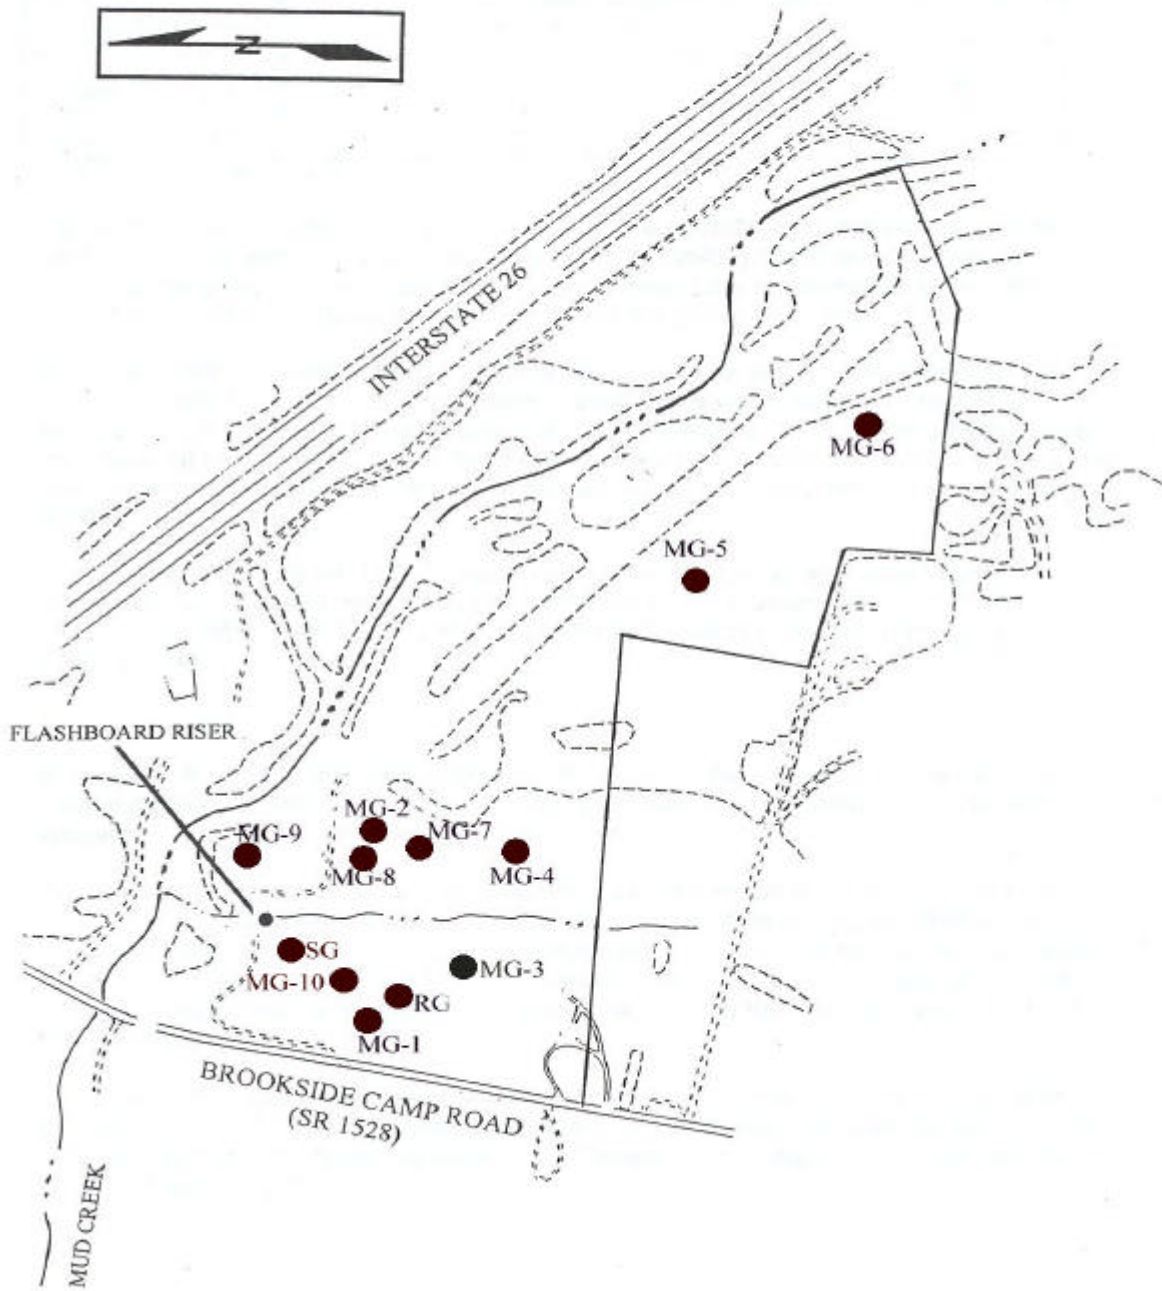 N
INTERSTATE 26
MG-6
MG-5
FLASHBOARD RISER
MG-2
MG-7
MG-9
MG-8
MG-4
SG
MG-10
MG-3
RG
MG-1
BROOKSIDE CAMP ROAD
(SR 1528)
MUD CREEK